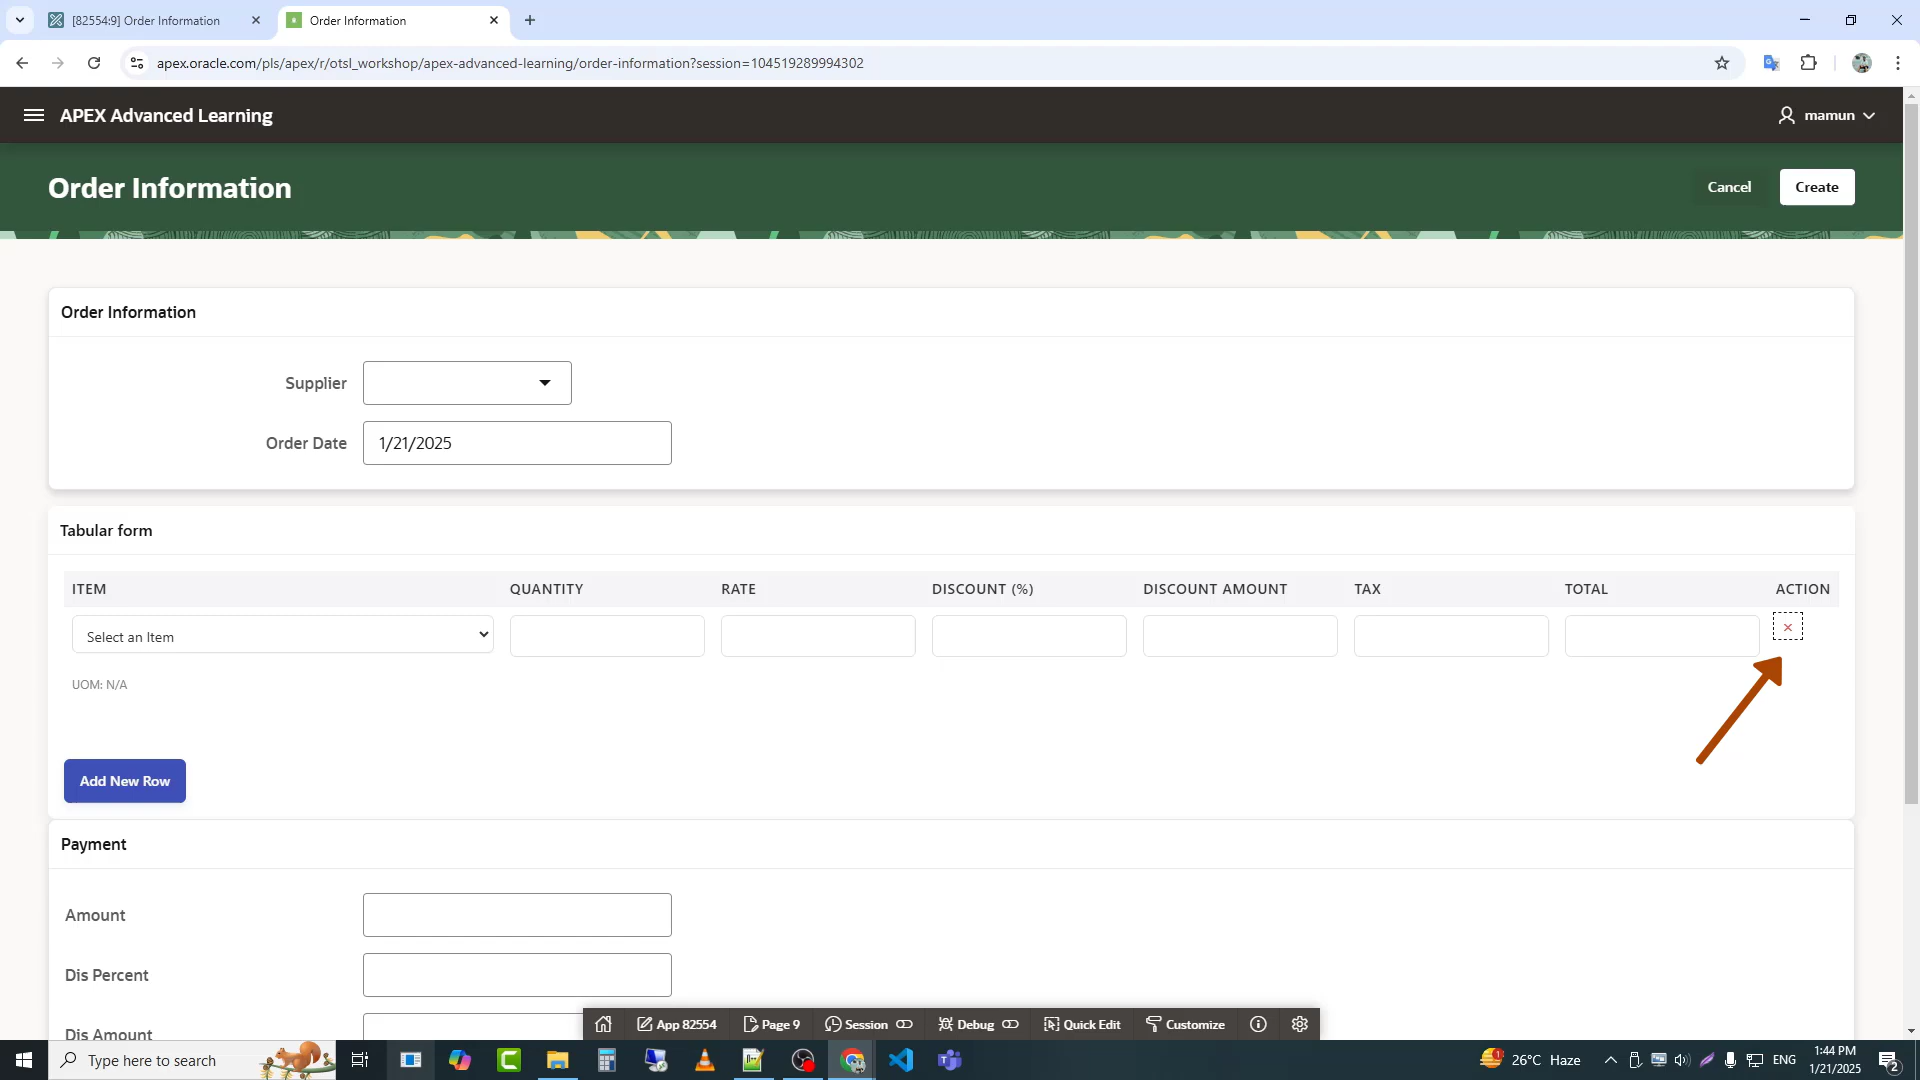 [82554:9] Order Information
Order Information
apex.oracle.com/pls/apex/r/otsl_workshop/apex-advanced-learning/order-information?session=104519289994302
APEX Advanced Learning
mamun
Order Information
Cancel
Create
Order Information
Supplier
Order Date
1/21/2025
Tabular form
ITEM QUANTITY RATE DISCOUNT (%) DISCOUNT AMOUNT TAX TOTAL ACTION
Select an Item
UOM: N/A
Add New Row
Payment
Amount
Dis Percent
Dis Amount
App 82554 Page 9 Session Debug Quick Edit Customize
Type here to search
26°C Haze
ENG
1:44 PM
1/21/2025
2